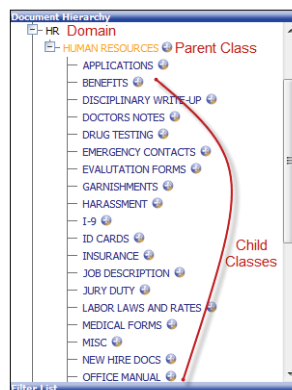 Document Hierarchy
HR Domain
HUMAN RESOURCES Parent Class
APPLICATIONS
BENEFITS
DISCIPLINARY WRITE-UP
DOCTORS NOTES
DRUG TESTING
EMERGENCY CONTACTS
EVALUTATION FORMS
GARNISHMENTS
HARASSMENT
I-9
ID CARDS
INSURANCE
Child
Classes
JOB DESCRIPTION
JURY DUTY
LABOR LAWS AND RATES
MEDICAL FORMS
MISC
NEW HIRE DOCS
OFFICE MANUAL
Filter List